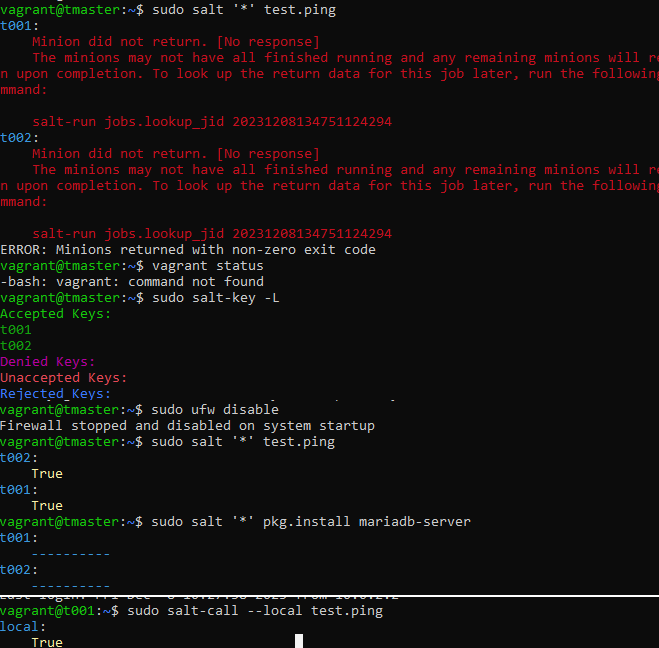 vagrant@tmaster:~$ sudo salt '*' test.ping
t001:
    Minion did not return. [No response]
    The minions may not have all finished running and any remaining minions will re
n upon completion. To look up the return data for this job later, run the following
mmand:
    salt-run jobs.lookup_jid 20231208134751124294
t002:
    Minion did not return. [No response]
    The minions may not have all finished running and any remaining minions will re
n upon completion. To look up the return data for this job later, run the following
mmand:
    salt-run jobs.lookup_jid 20231208134751124294
ERROR: Minions returned with non-zero exit code
vagrant@tmaster:~$ vagrant status
-bash: vagrant: command not found
vagrant@tmaster:~$ sudo salt-key -L
Accepted Keys:
t001
t002
Denied Keys:
Unaccepted Keys:
Rejected Keys:
vagrant@tmaster:~$ sudo ufw disable
Firewall stopped and disabled on system startup
vagrant@tmaster:~$ sudo salt '*' test.ping
t002:
    True
t001:
    True
vagrant@tmaster:~$ sudo salt '*' pkg.install mariadb-server
t001:
    ----------
t002:
    ----------
vagrant@t001:~$ sudo salt-call --local test.ping
local:
    True